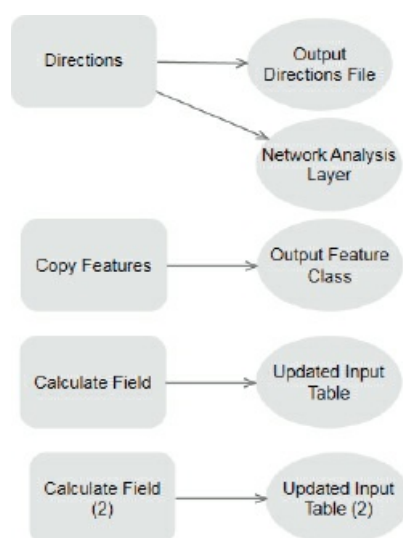 Directions
Output
Directions File
Network Analysis
Layer
Copy Features
Output Feature
Class
Calculate Field
Updated Input
Table
Calculate Field
(2)
Updated Input
Table (2)